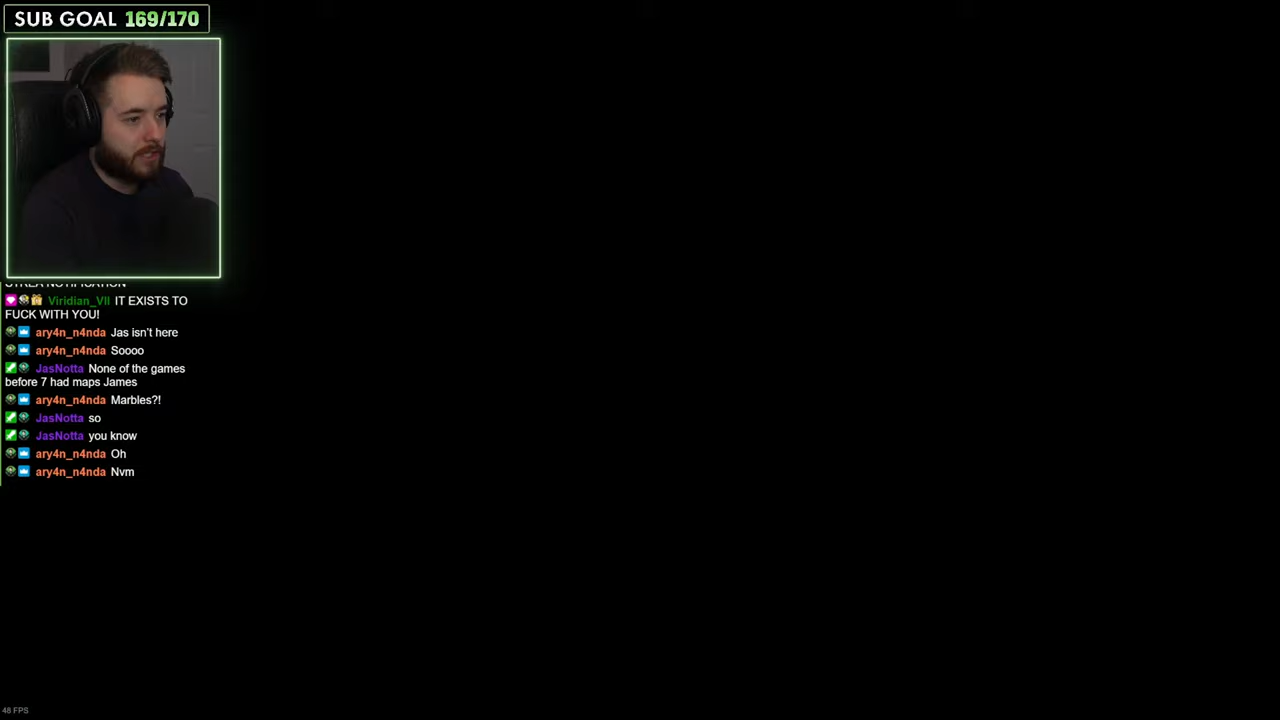 SUB GOAL 169/170
Viridian_VII IT EXISTS TO
FUCK WITH YOU!
ary4n_n4nda Jas isn't here
ary4n_n4nda Soooo
JasNotta None of the games
before 7 had maps James
ary4n_n4nda Marbles?!
JasNotta so
JasNotta you know
ary4n_n4nda Oh
ary4n_n4nda Nvm
48 FPS